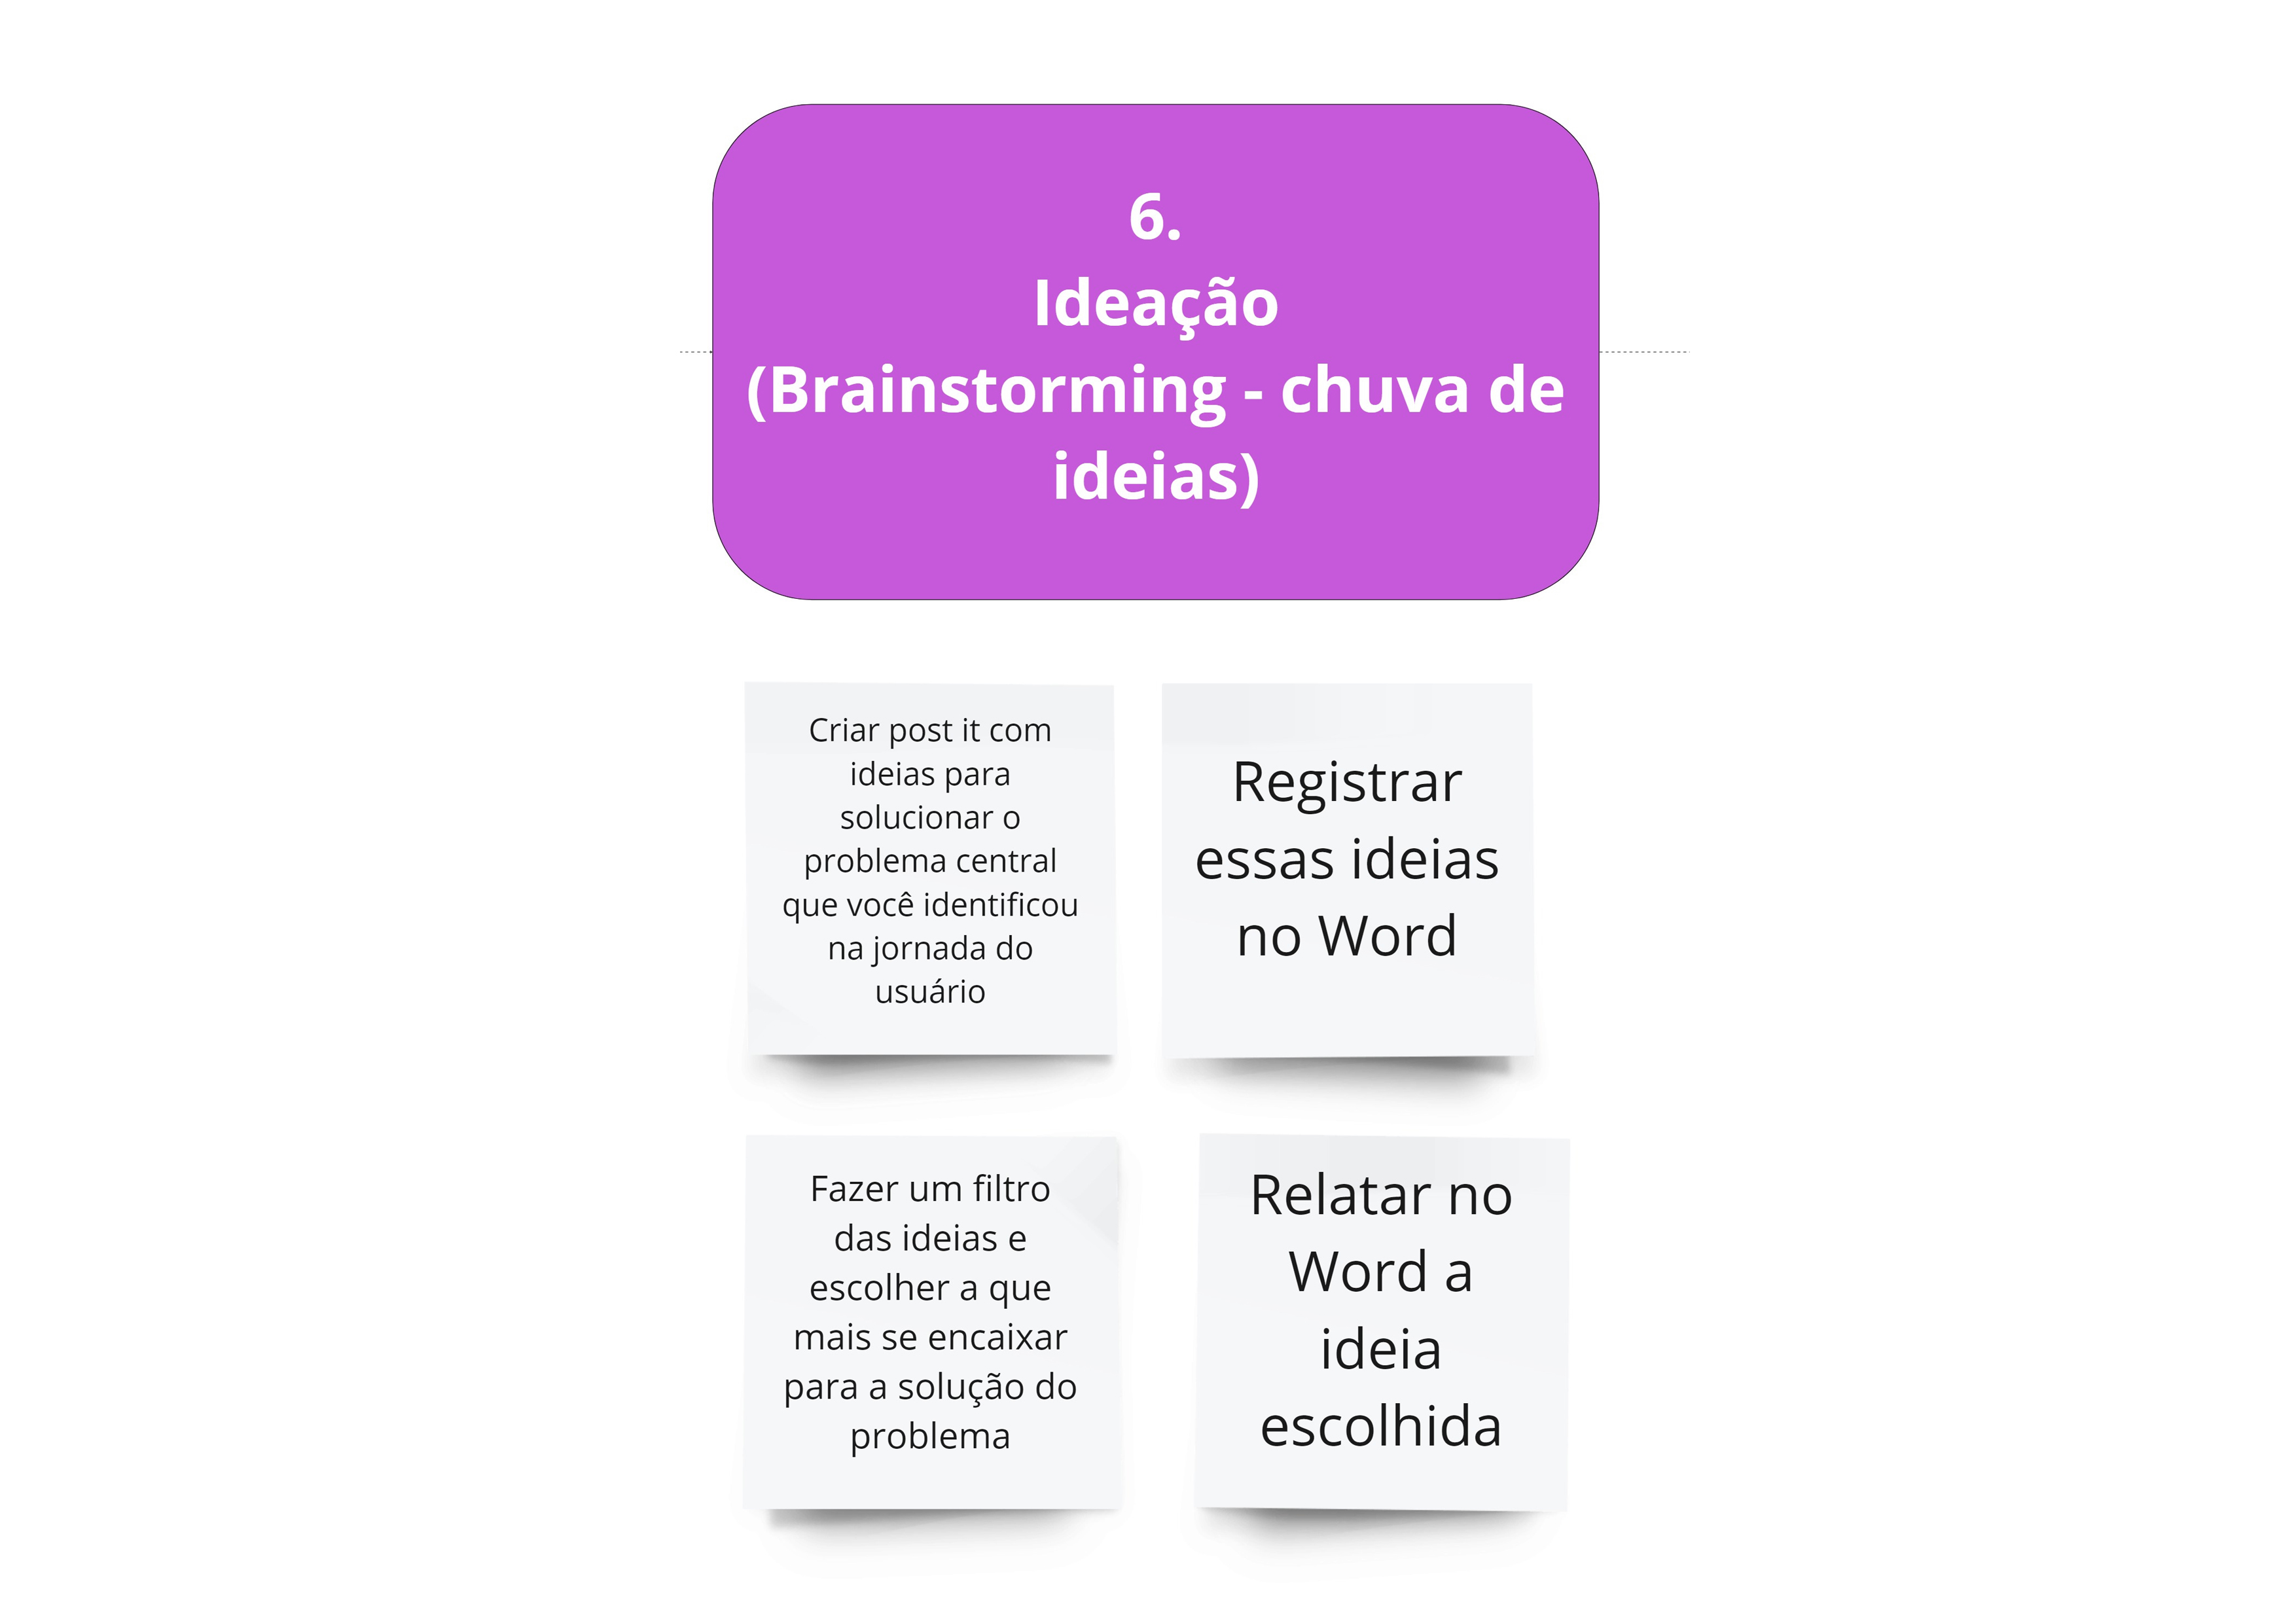 6.
Ideação
(Brainstorming - chuva de
ideias)
Criar post it com
ideias para
solucionar o
problema central
que você identificou
na jornada do
usuário
Registrar
essas ideias
no Word
Fazer um filtro
das ideias e
escolher a que
mais se encaixar
para a solução do
problema
Relatar no
Word a
ideia
escolhida